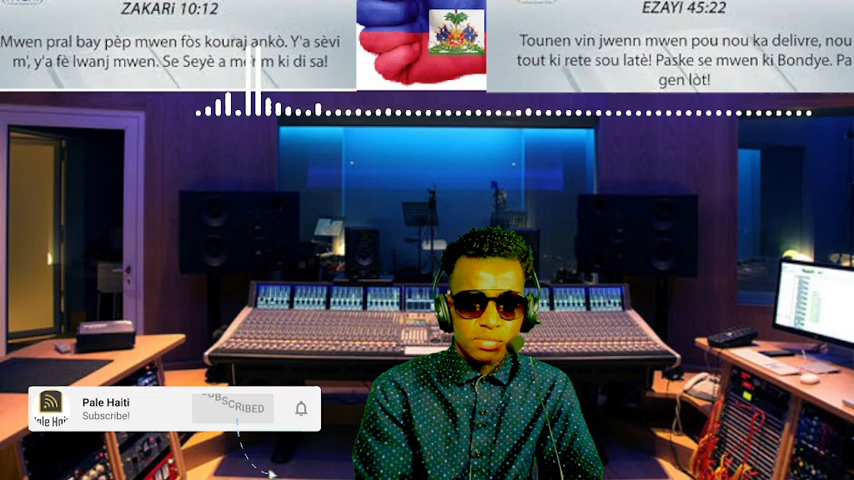 ZAKARi 10:12
Mwen pral bay pèp mwen fòs kouraj ankò. Y'a sèvi
m', y'a fè lwanj mwen. Se Seyè a menm ki di sa!
EZAYI 45:22
Tounen vin jwenn mwen pou nou ka delivre, nou
tout ki rete sou latè! Paske se mwen ki Bondye. Pa
gen lòt!
Pale Haiti
Subscribe!
SUBSCRIBED